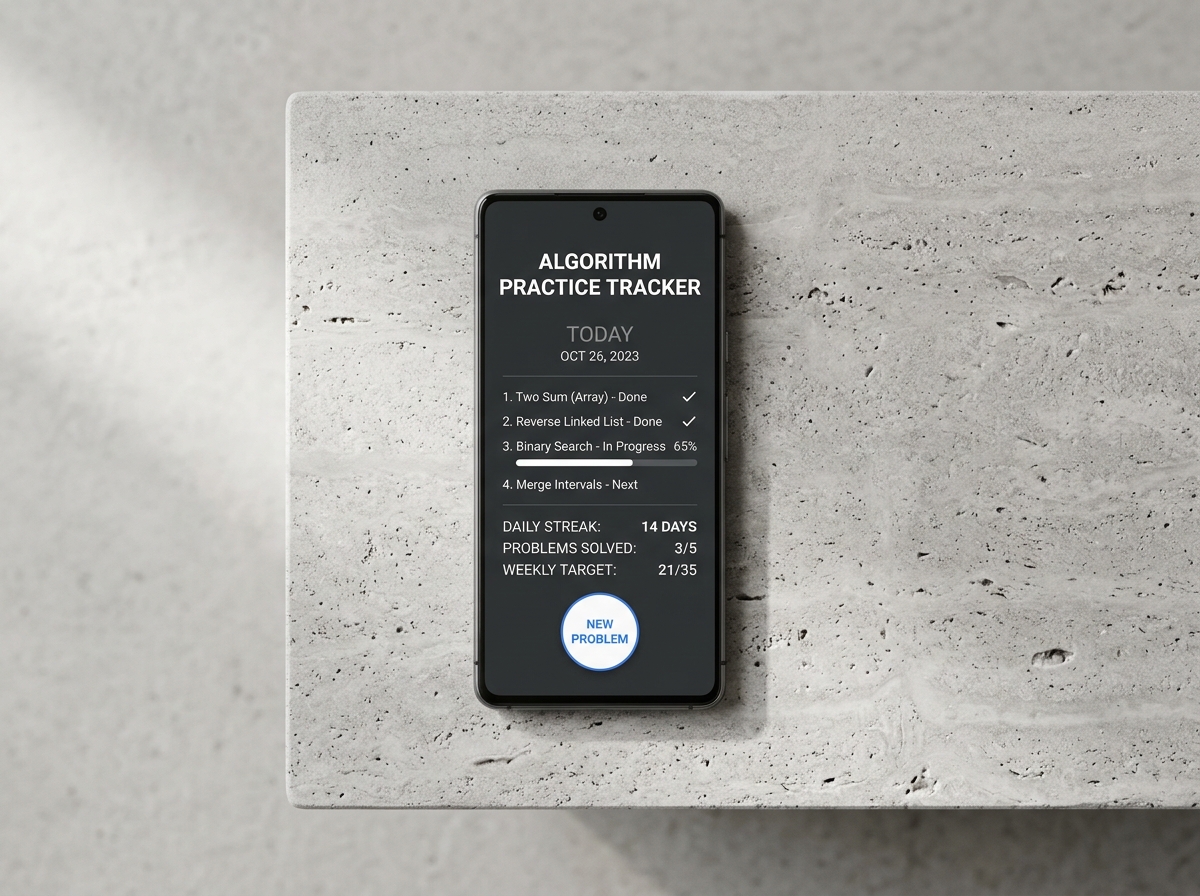 ALGORITHM
PRACTICE TRACKER
TODAY
OCT 26, 2023
1. Two Sum (Array) - Done
2. Reverse Linked List - Done
3. Binary Search - In Progress 65%
4. Merge Intervals - Next
DAILY STREAK: 14 DAYS
PROBLEMS SOLVED: 3/5
WEEKLY TARGET: 21/35
NEW
PROBLEM